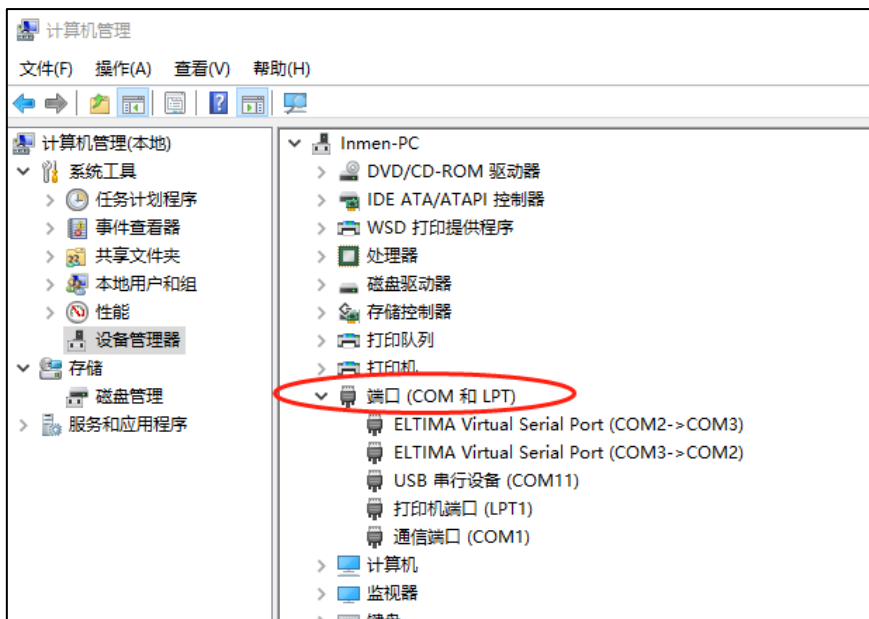 计算机管理
文件(F) 操作(A) 查看(V) 帮助(H)
计算机管理(本地)
系统工具
任务计划程序
事件查看器
共享文件夹
本地用户和组
性能
设备管理器
存储
磁盘管理
服务和应用程序
Inmen-PC
DVD/CD-ROM 驱动器
IDE ATA/ATAPI 控制器
WSD 打印提供程序
处理器
磁盘驱动器
存储控制器
打印队列
打印机
端口 (COM 和 LPT)
ELTIMA Virtual Serial Port (COM2->COM3)
ELTIMA Virtual Serial Port (COM3->COM2)
USB 串行设备 (COM11)
打印机端口 (LPT1)
通信端口 (COM1)
计算机
监视器
键盘